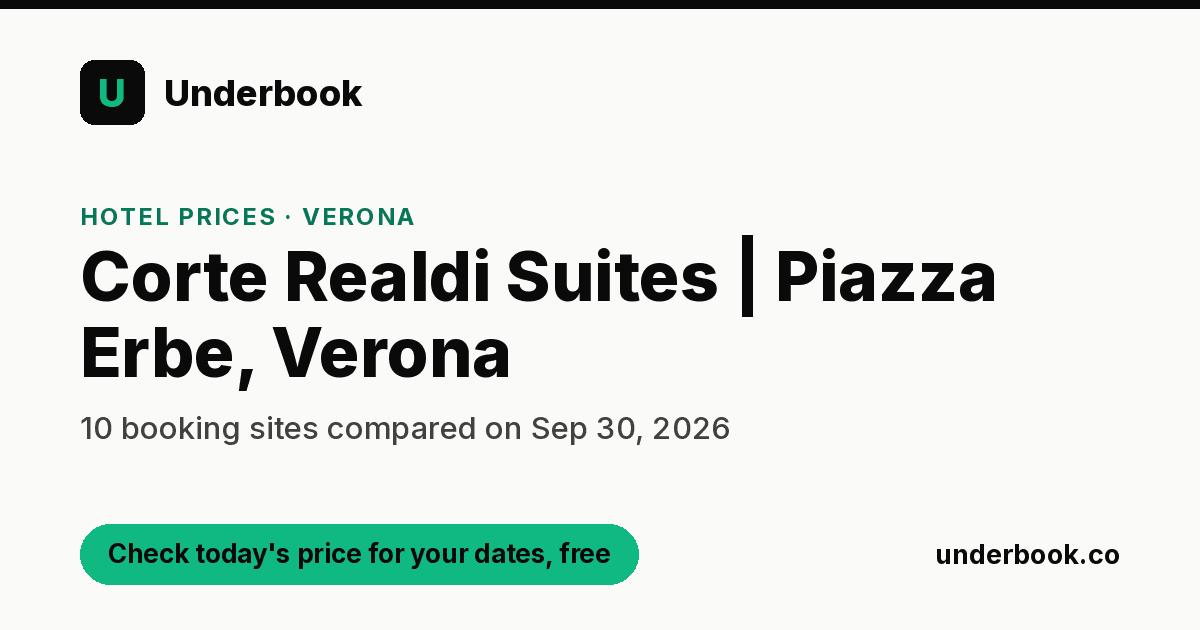 U Underbook
HOTEL PRICES · VERONA
Corte Realdi Suites | Piazza
Erbe, Verona
10 booking sites compared on Sep 30, 2026
Check today's price for your dates, free
underbook.co